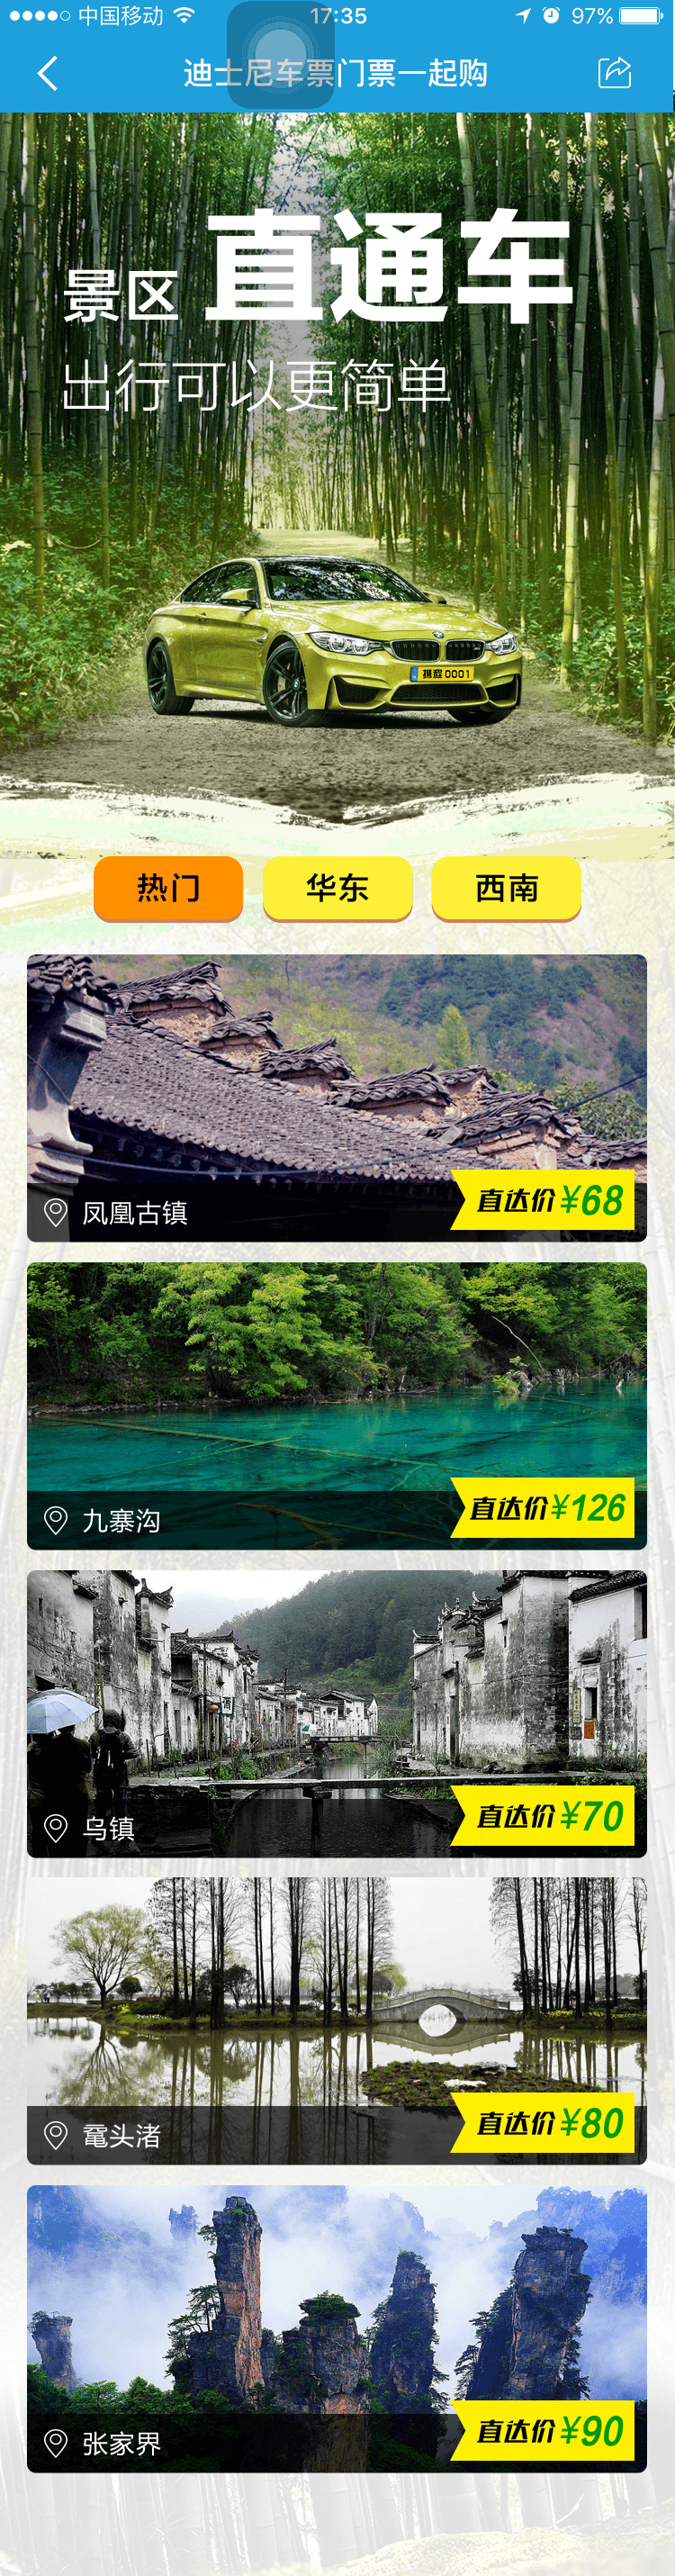 中国移动
17:35
97%
迪士尼车票门票一起购
景区 直通车
出行可以更简单
携程 0001
热门
华东
西南
凤凰古镇
直达价¥68
九寨沟
直达价¥126
乌镇
直达价¥70
鼋头渚
直达价¥80
张家界
直达价¥90